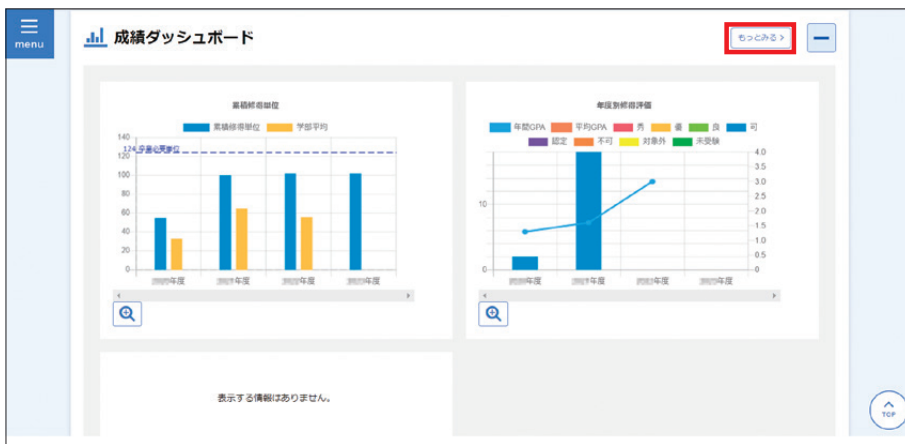 menu
成績ダッシュボード
もっとみる >
累積修得単位
累積修得単位 学部平均
140
124 卒業必要単位
120
100
80
60
40
20
0
年度 年度 年度 年度
年度別修得評価
年間GPA 平均GPA 秀 優 良 可
認定 不可 対象外 未受験
10
0
4.0
3.5
3.0
2.5
2.0
1.5
1.0
0.5
0
年度 年度 年度 年度
表示する情報はありません。
TOP